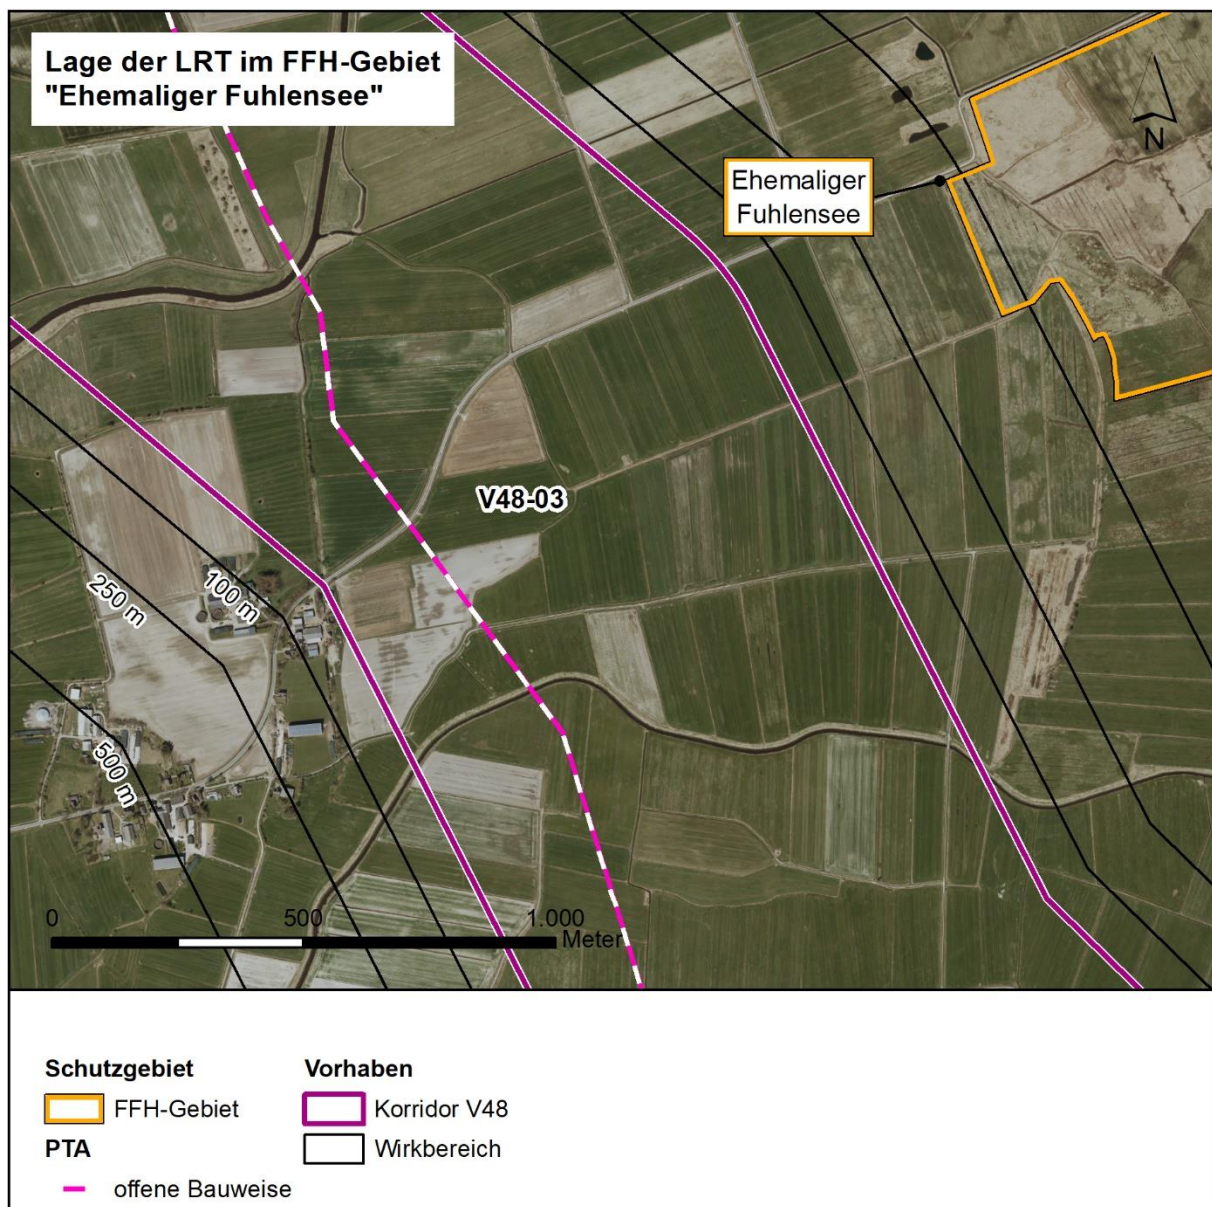 Lage der LRT im FFH-Gebiet
"Ehemaliger Fuhlensee"
N
Ehemaliger
Fuhlensee
V48-03
100 m
250 m
500 m
0 500 1.000
Meter
Schutzgebiet
FFH-Gebiet
PTA
offene Bauweise
Vorhaben
Korridor V48
Wirkbereich